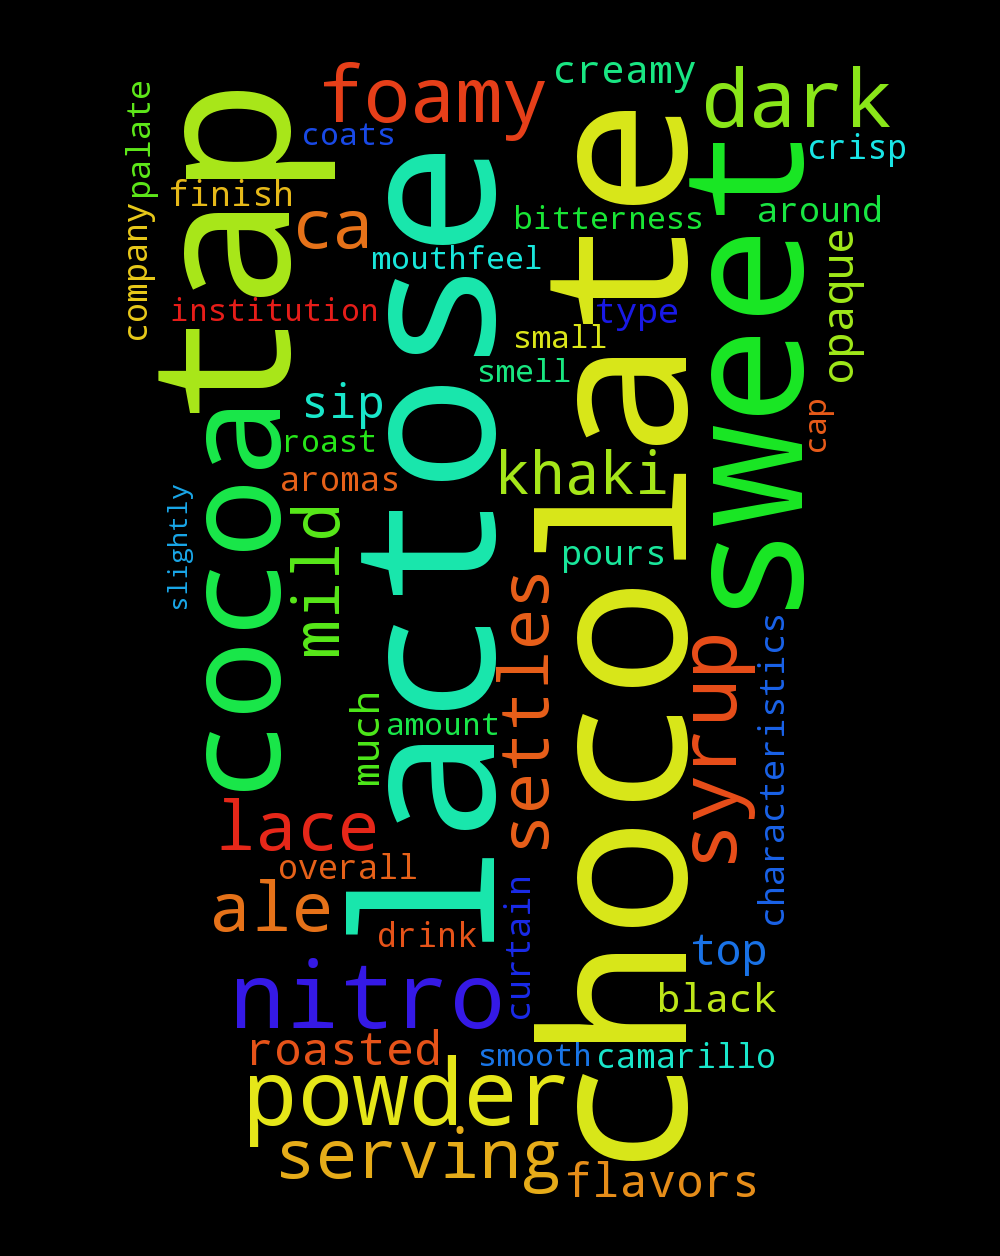 creamy
foamy
dark
palate
coats
tap
crisp
finish
ca
bitterness
around
company
mouthfeel
opaque
institution
type
small
smell
sweet
sip
cap
roast
khaki
aromas
slightly
mild
cocoa
lactose
chocolate
pours
settles
syrup
characteristics
much
amount
lace
overall
ale
drink
curtain
top
nitro
black
roasted
smooth
camarillo
powder
serving
flavors